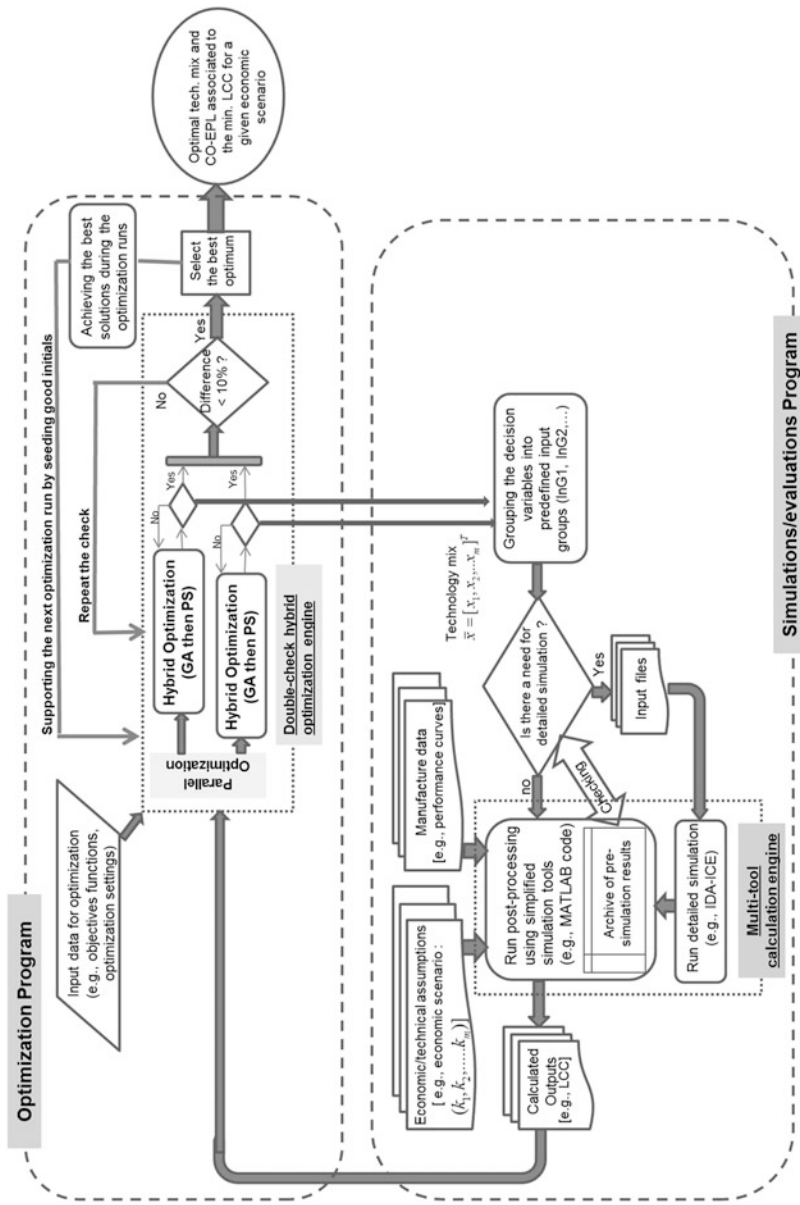 Optimization Program
Input data for optimization
(e.g., objectives functions,
optimization settings)
Supporting the next optimization run by seeding good initials
Repeat the check
Achieving the best
solutions during the
optimization runs
Parallel
Optimization
Hybrid Optimization
(GA then PS)
No
Yes
Hybrid Optimization
(GA then PS)
No
Yes
Double-check hybrid
optimization engine
Difference
< 10% ?
No
Yes
Select
the best
optimum
Optimal tech. mix and
CO-EPL associated to
the min. LCC for a
given economic
scenario
Economic/technical assumptions
[ e.g., economic scenario :
(k₁, k₂,.....kₘ)]
Manufacture data
[e.g., performance curves]
Technology mix
x̄ = [x₁, x₂,...xₘ]ᵀ
Grouping the decision
variables into
predefined input
groups (InG1, InG2,…)
Is there a need for
detailed simulation ?
no
Yes
Checking
Input files
Calculated
Outputs
[e.g., LCC]
Run post-processing
using simplified
simulation tools
(e.g., MATLAB code)
Archive of pre-
simulation results
Run detailed simulation
(e.g., IDA-ICE)
Multi-tool
calculation engine
Simulations/evaluations Program